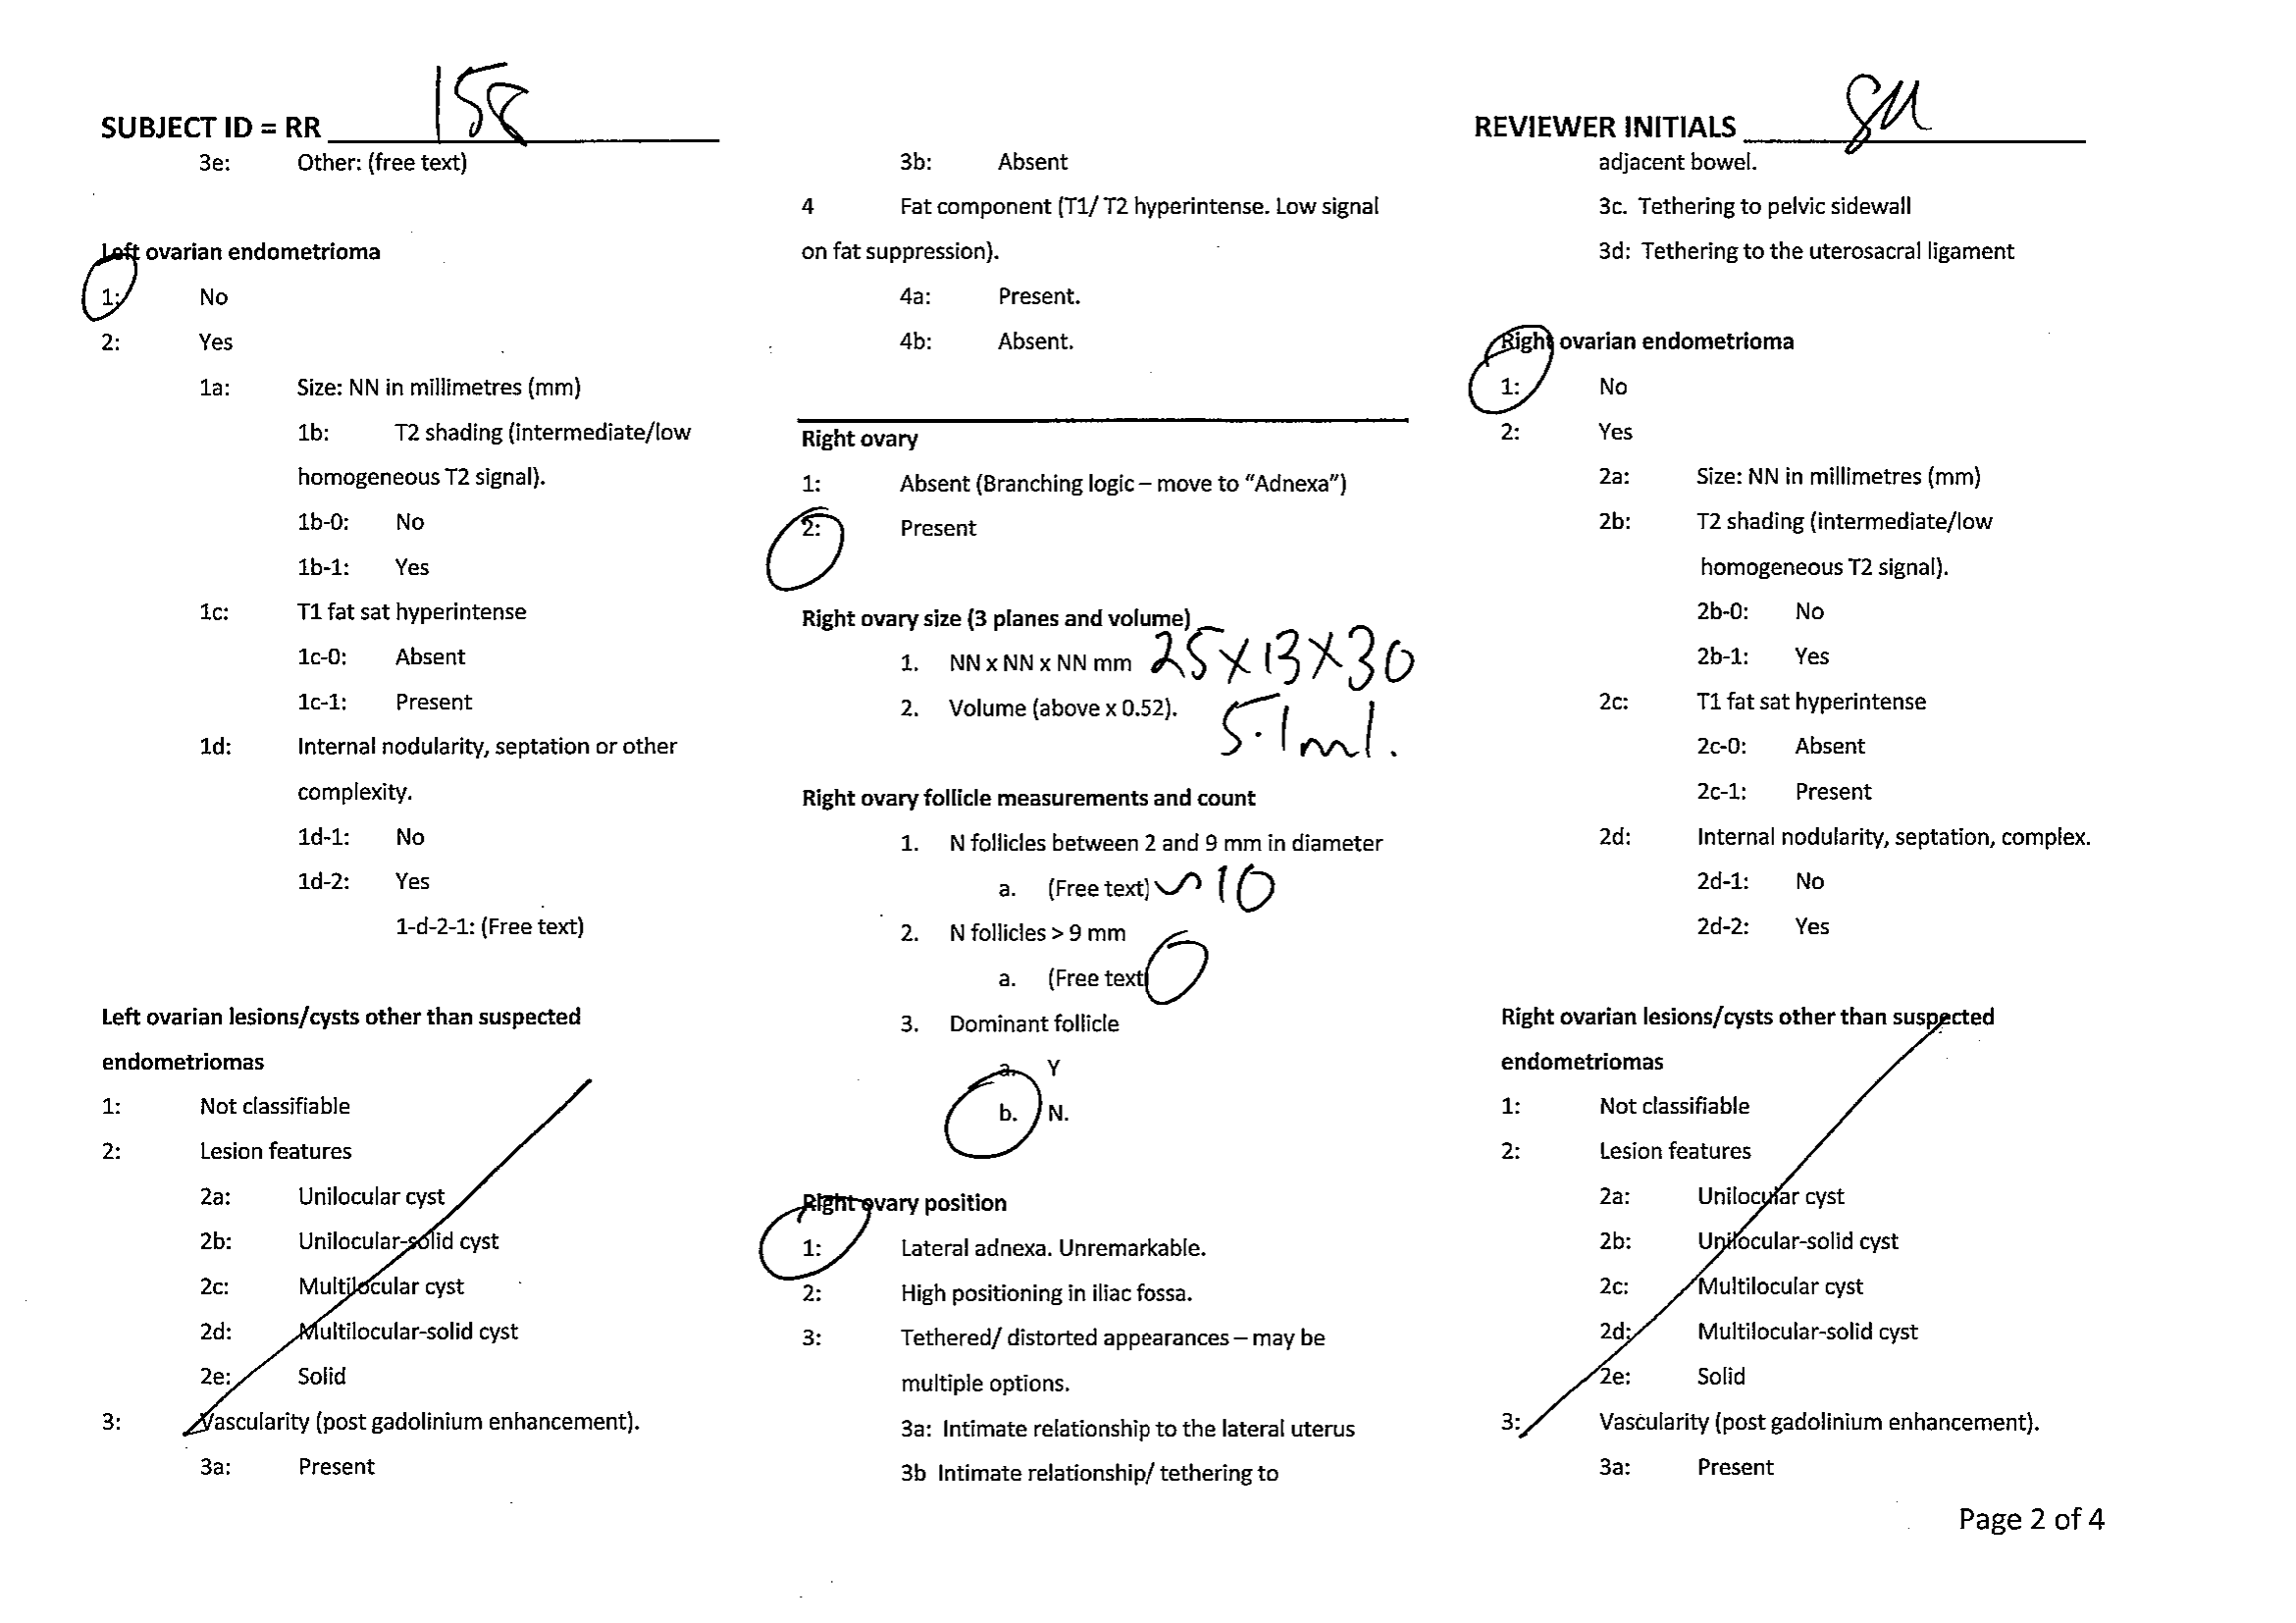 SUBJECT ID = RR 158
REVIEWER INITIALS SM
3e: Other: (free text)
Left ovarian endometrioma
1: No
2: Yes
1a: Size: NN in millimetres (mm)
1b: T2 shading (intermediate/low
homogeneous T2 signal).
1b-0: No
1b-1: Yes
1c: T1 fat sat hyperintense
1c-0: Absent
1c-1: Present
1d: Internal nodularity, septation or other
complexity.
1d-1: No
1d-2: Yes
1-d-2-1: (Free text)
Left ovarian lesions/cysts other than suspected
endometriomas
1: Not classifiable
2: Lesion features
2a: Unilocular cyst
2b: Unilocular-solid cyst
2c: Multilocular cyst
2d: Multilocular-solid cyst
2e: Solid
3: Vascularity (post gadolinium enhancement).
3a: Present
3b: Absent
4 Fat component (T1/ T2 hyperintense. Low signal
on fat suppression).
4a: Present.
4b: Absent.
Right ovary
1: Absent (Branching logic – move to “Adnexa”)
2: Present
Right ovary size (3 planes and volume)
1. NN x NN x NN mm 25x13x30
2. Volume (above x 0.52). 5.1ml.
Right ovary follicle measurements and count
1. N follicles between 2 and 9 mm in diameter
a. (Free text) ~10
2. N follicles > 9 mm
a. (Free text) 0
3. Dominant follicle
a. Y
b. N.
Right ovary position
1: Lateral adnexa. Unremarkable.
2: High positioning in iliac fossa.
3: Tethered/ distorted appearances – may be
multiple options.
3a: Intimate relationship to the lateral uterus
3b Intimate relationship/ tethering to
adjacent bowel.
3c. Tethering to pelvic sidewall
3d: Tethering to the uterosacral ligament
Right ovarian endometrioma
1: No
2: Yes
2a: Size: NN in millimetres (mm)
2b: T2 shading (intermediate/low
homogeneous T2 signal).
2b-0: No
2b-1: Yes
2c: T1 fat sat hyperintense
2c-0: Absent
2c-1: Present
2d: Internal nodularity, septation, complex.
2d-1: No
2d-2: Yes
Right ovarian lesions/cysts other than suspected
endometriomas
1: Not classifiable
2: Lesion features
2a: Unilocular cyst
2b: Unilocular-solid cyst
2c: Multilocular cyst
2d: Multilocular-solid cyst
2e: Solid
3: Vascularity (post gadolinium enhancement).
3a: Present
Page 2 of 4